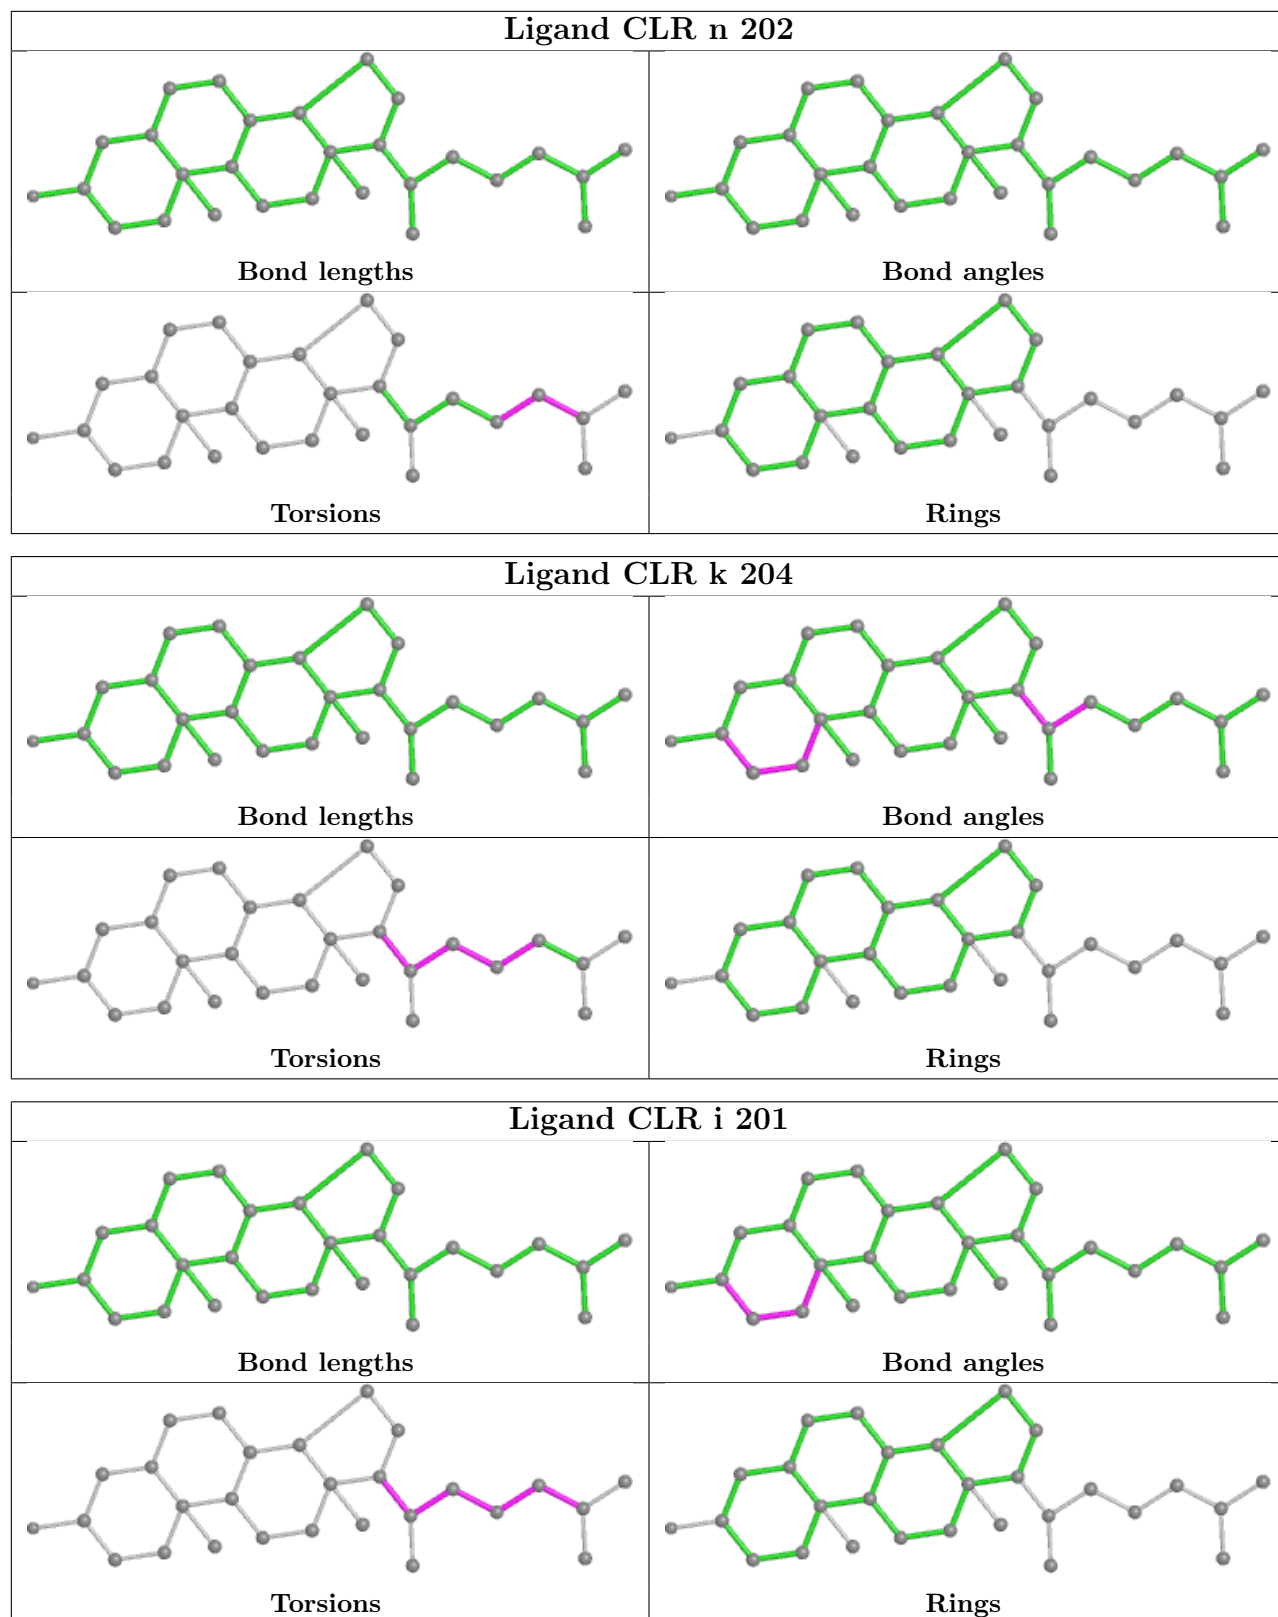 Ligand CLR n 202
Bond lengths
Bond angles
Torsions
Rings
Ligand CLR k 204
Bond lengths
Bond angles
Torsions
Rings
Ligand CLR i 201
Bond lengths
Bond angles
Torsions
Rings